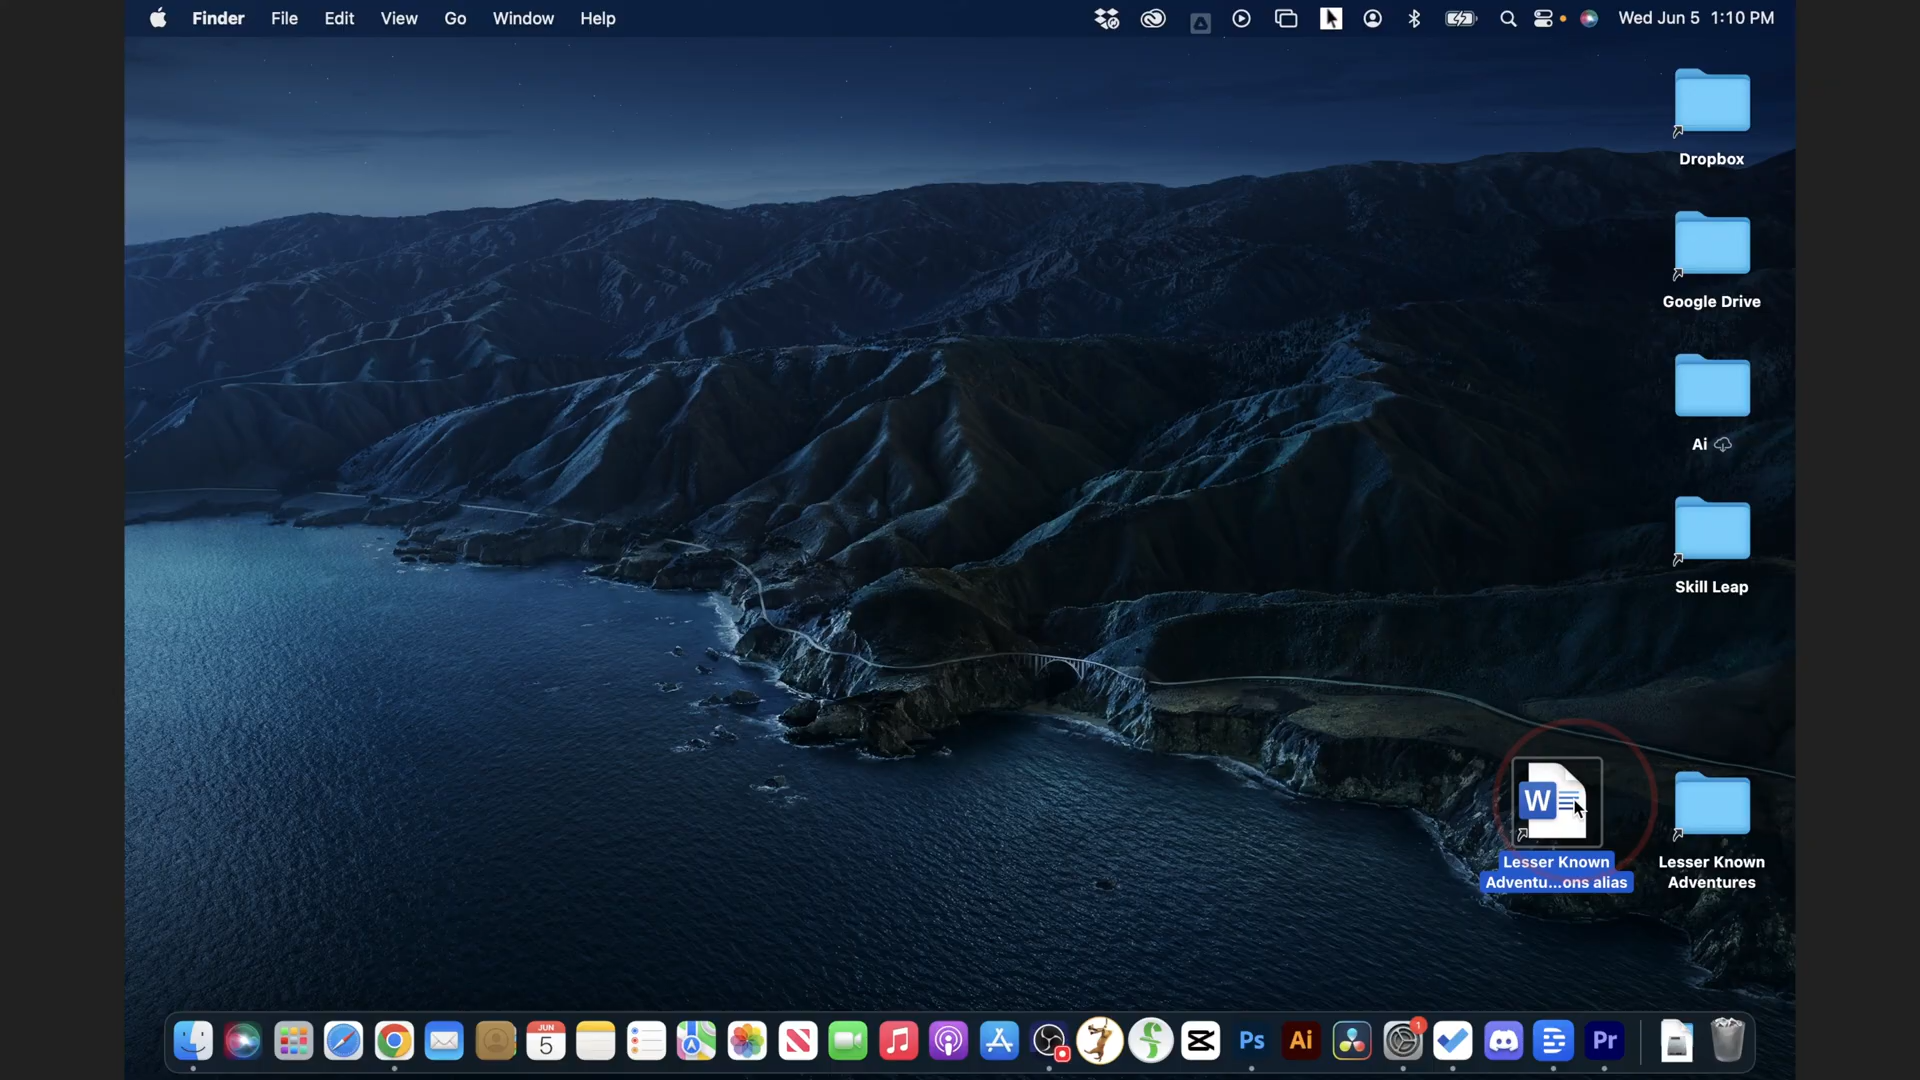 Finder File Edit View Go Window Help Wed Jun 5 1:10 PM
Dropbox
Google Drive
Ai
Skill Leap
W
Lesser Known
Adventu...ons alias
Lesser Known
Adventures
JUN
5
Ps
Ai
1
Pr